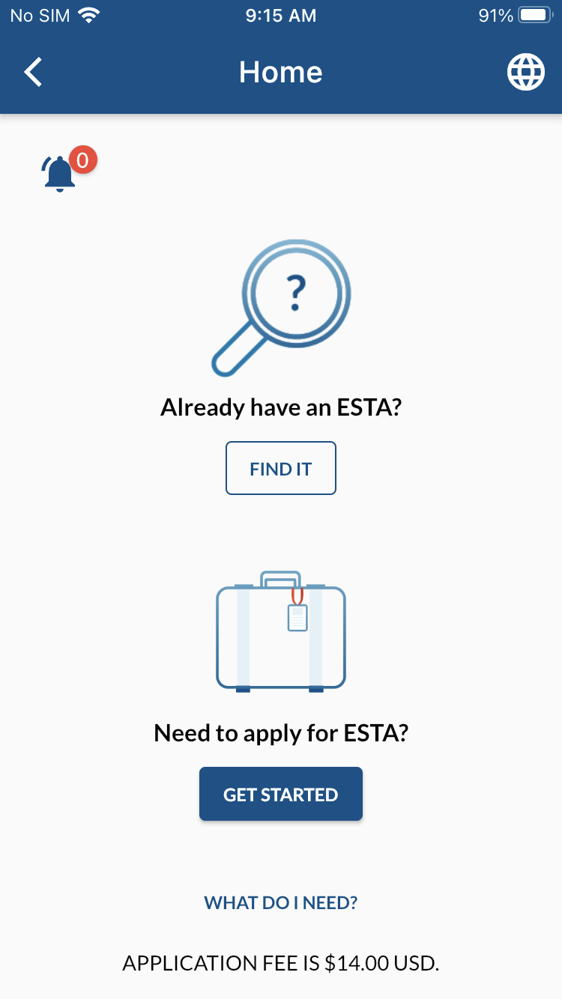 No SIM 9:15 AM 91%
Home
0
?
Already have an ESTA?
FIND IT
Need to apply for ESTA?
GET STARTED
WHAT DO I NEED?
APPLICATION FEE IS $14.00 USD.